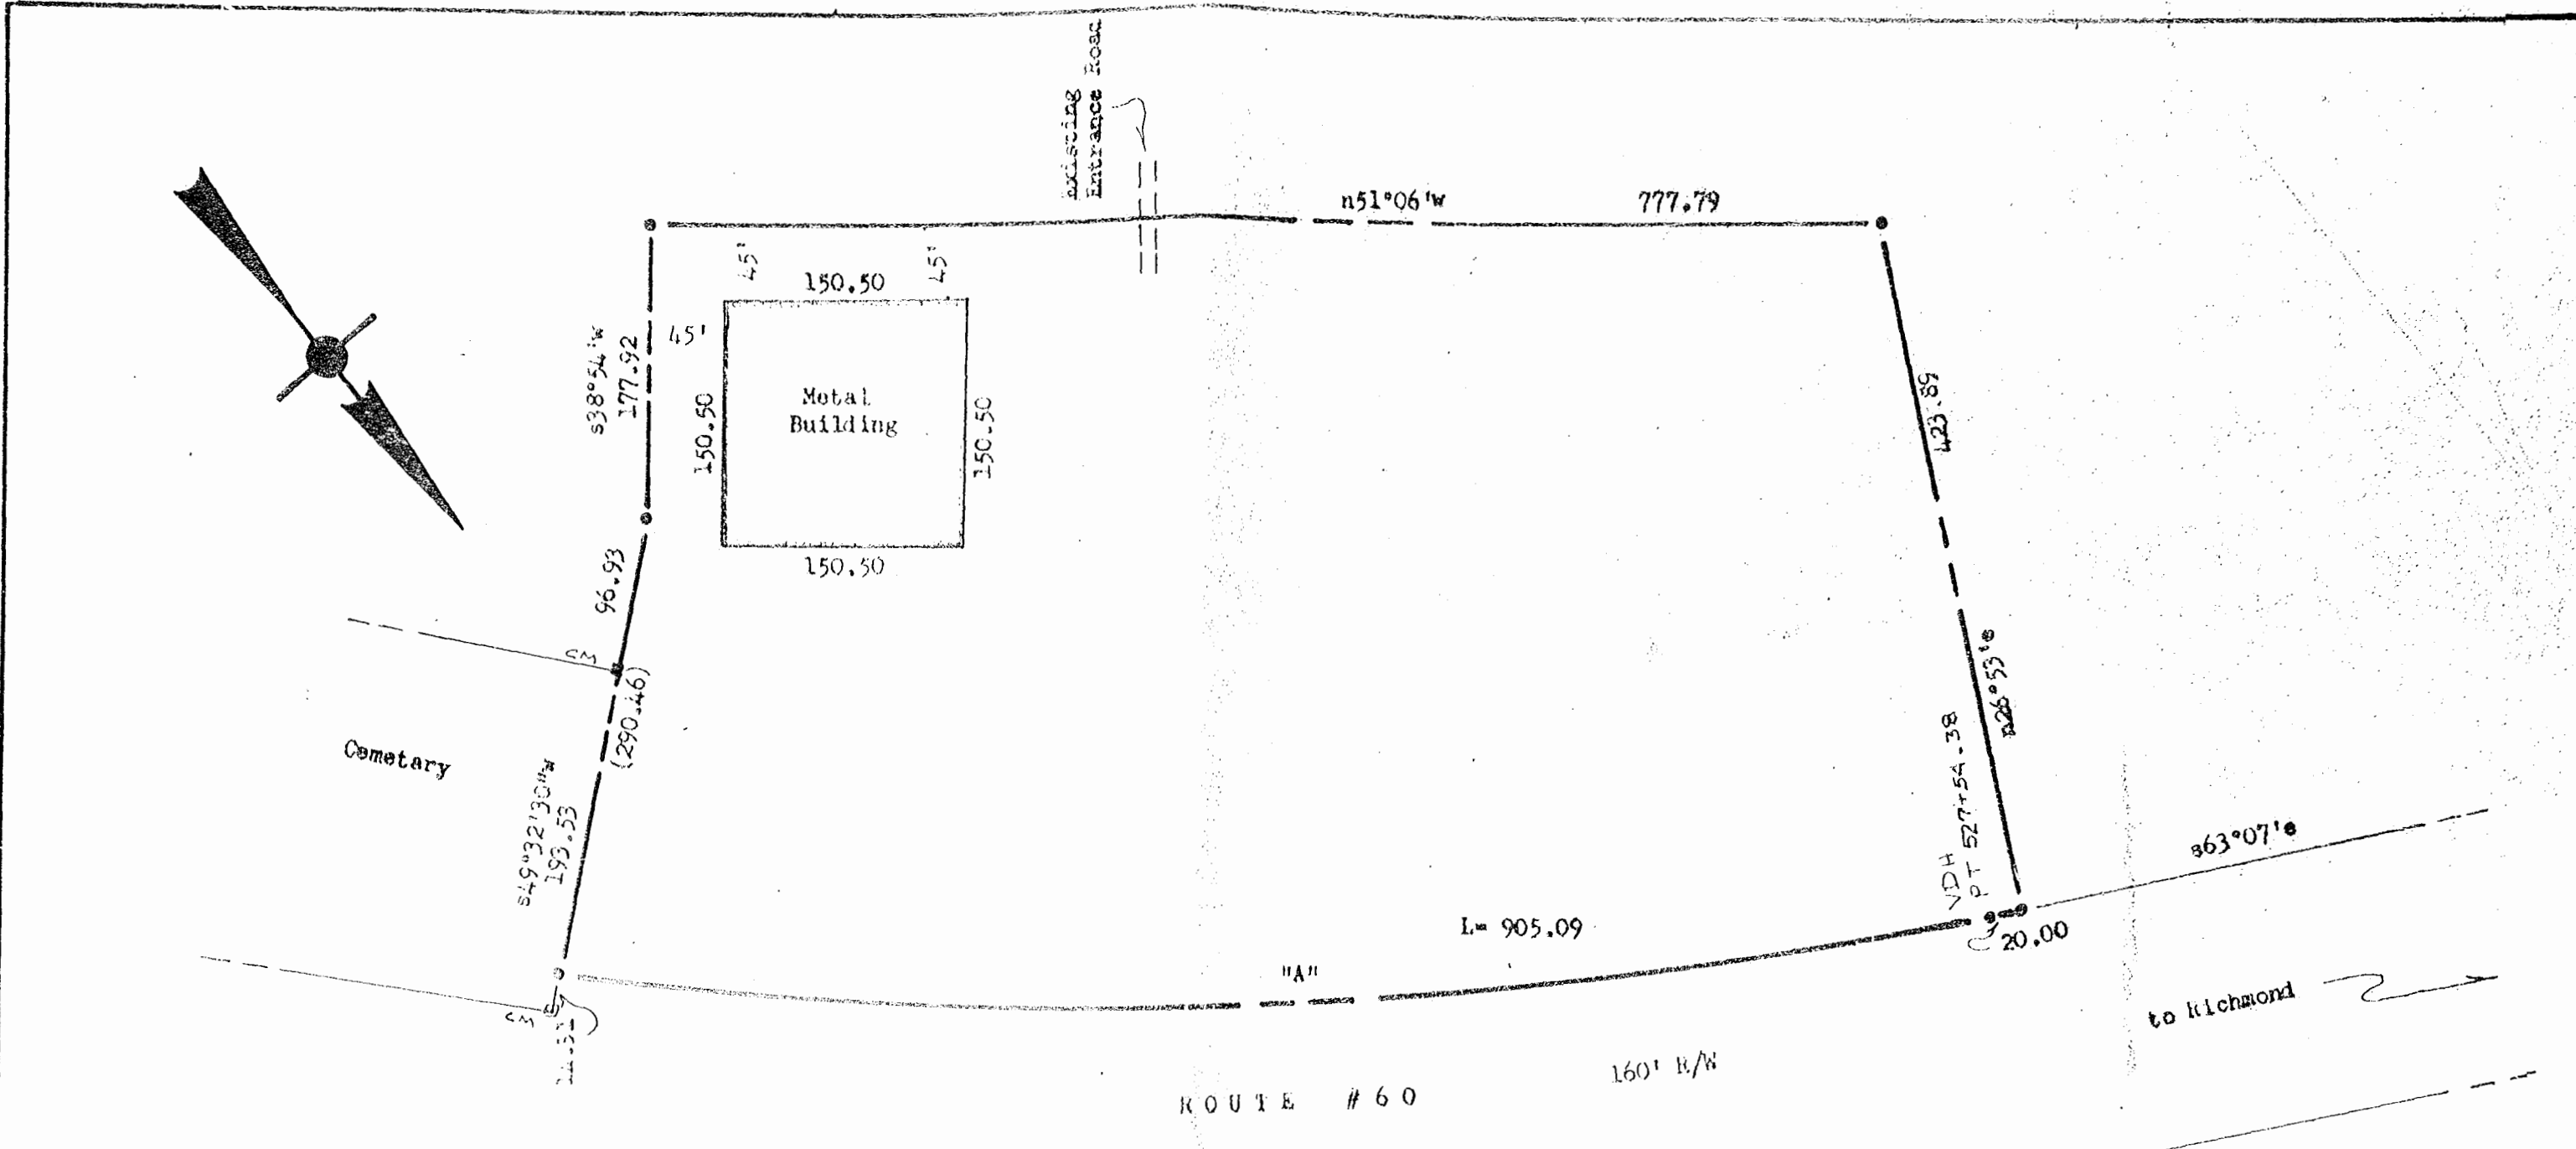 Existing
Entrance Road
n51°06'W
777.79
45'
45'
150.50
45'
s38°54'W
177.92
Metal
Building
150.50
150.50
150.50
423.89
96.93
CM
(290.46)
n26°53'e
Cemetary
s49°32'30"W
193.53
VDH
PT 527+54.38
s63°07'e
L= 905.09
20.00
"A"
CM
to Richmond
160' R/W
ROUTE #60